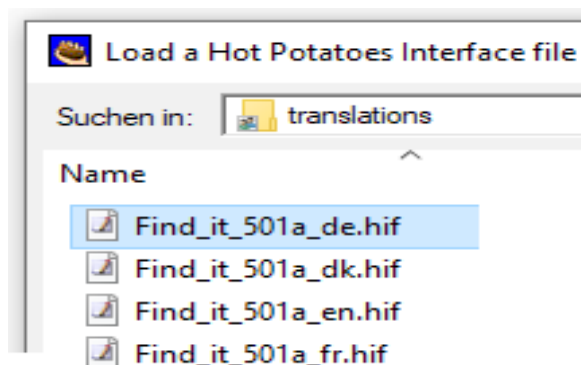 Load a Hot Potatoes Interface file
Suchen in: translations
Name
Find_it_501a_de.hif
Find_it_501a_dk.hif
Find_it_501a_en.hif
Find_it_501a_fr.hif